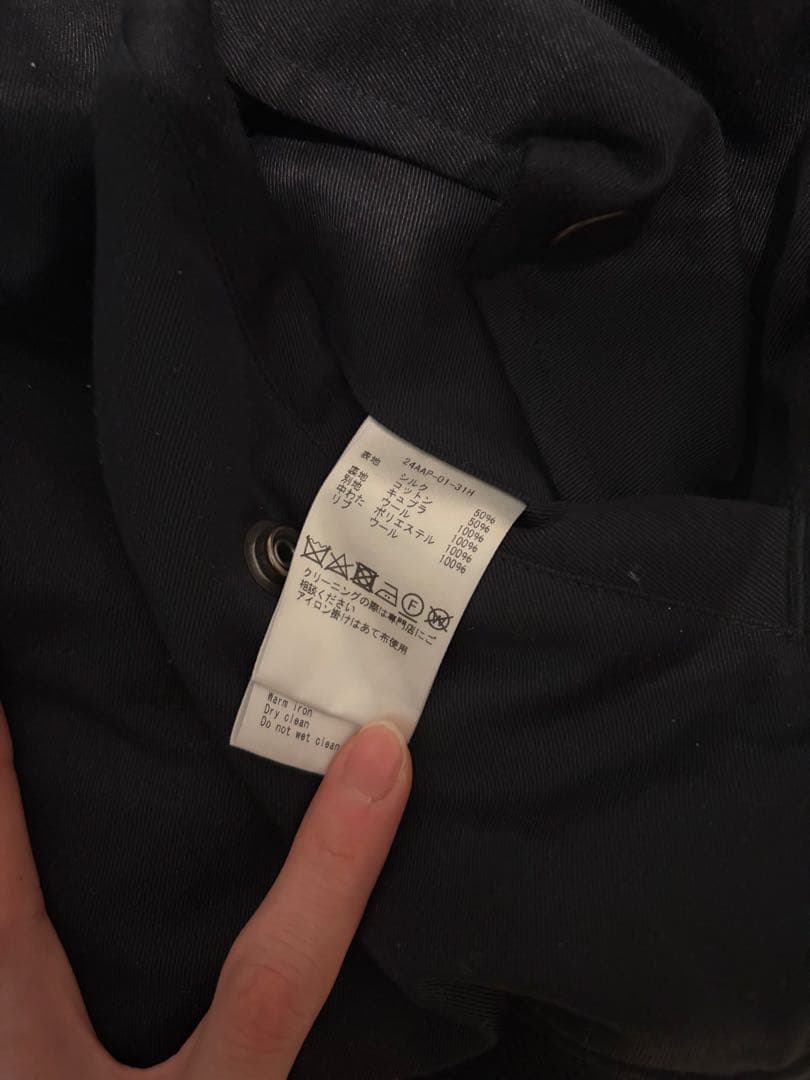 24AAP-01-31H
表地 シルク 50%
コットン 50%
裏地 キュプラ 100%
別地 ウール 100%
中わた ポリエステル 100%
リブ ウール 100%
F W
クリーニングの際は専門店にご
相談ください
アイロン掛けはあて布使用
Warm iron
Dry clean
Do not wet clean